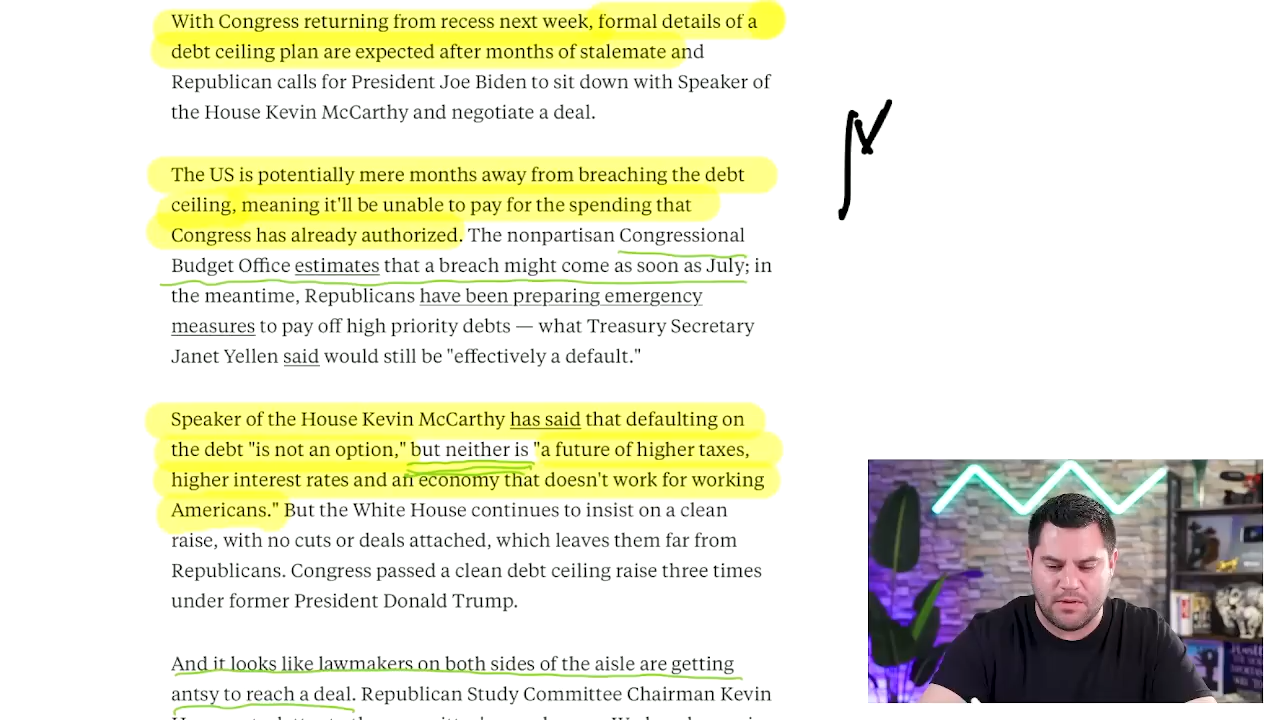 With Congress returning from recess next week, formal details of a
debt ceiling plan are expected after months of stalemate and
Republican calls for President Joe Biden to sit down with Speaker of
the House Kevin McCarthy and negotiate a deal.
The US is potentially mere months away from breaching the debt
ceiling, meaning it'll be unable to pay for the spending that
Congress has already authorized. The nonpartisan Congressional
Budget Office estimates that a breach might come as soon as July; in
the meantime, Republicans have been preparing emergency
measures to pay off high priority debts — what Treasury Secretary
Janet Yellen said would still be "effectively a default."
Speaker of the House Kevin McCarthy has said that defaulting on
the debt "is not an option," but neither is "a future of higher taxes,
higher interest rates and an economy that doesn't work for working
Americans." But the White House continues to insist on a clean
raise, with no cuts or deals attached, which leaves them far from
Republicans. Congress passed a clean debt ceiling raise three times
under former President Donald Trump.
And it looks like lawmakers on both sides of the aisle are getting
antsy to reach a deal. Republican Study Committee Chairman Kevin